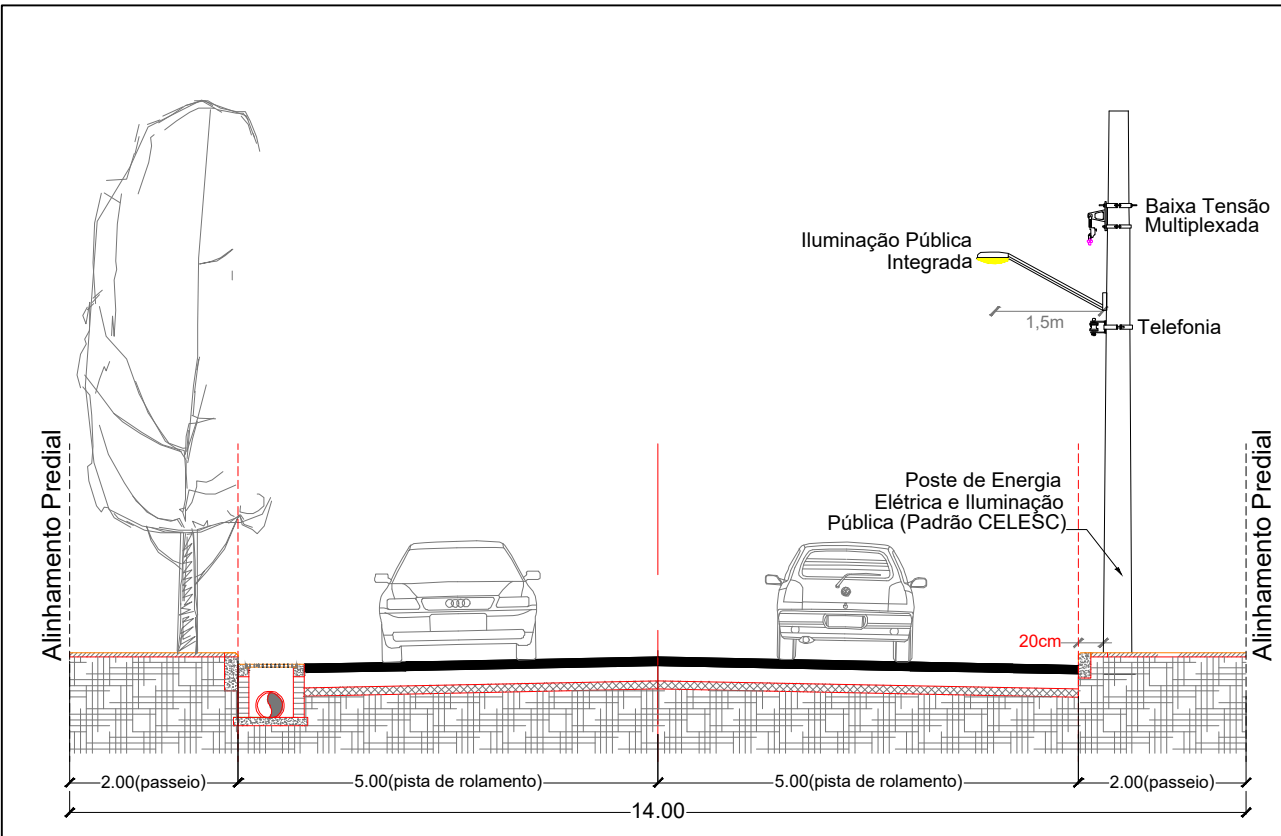 Baixa Tensão
Multiplexada
Iluminação Pública
Integrada
1,5m
Telefonia
Alinhamento Predial
Alinhamento Predial
Poste de Energia
Elétrica e Iluminação
Pública (Padrão CELESC)
20cm
2.00(passeio)
5.00(pista de rolamento)
5.00(pista de rolamento)
2.00(passeio)
14.00